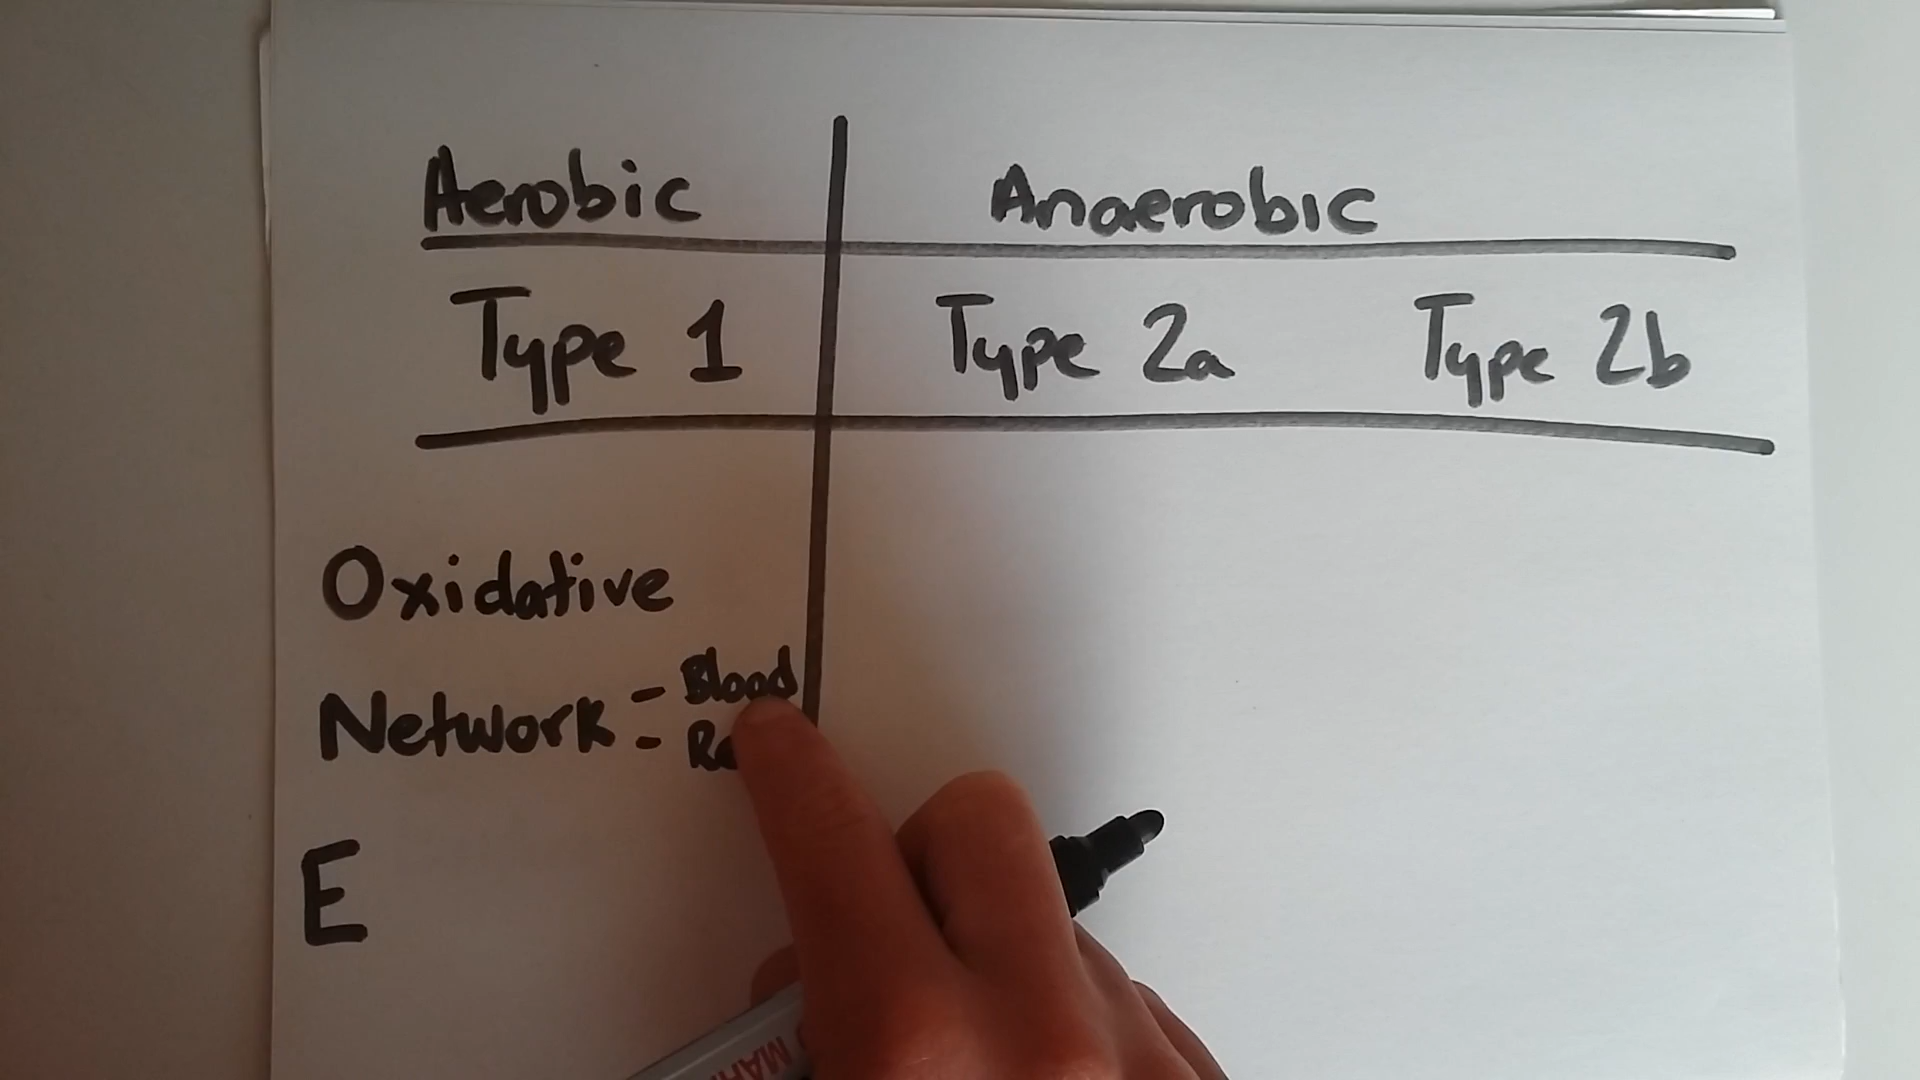 Aerobic Anaerobic
Type 1 Type 2a Type 2b
Oxidative
Network - Blood
-
E